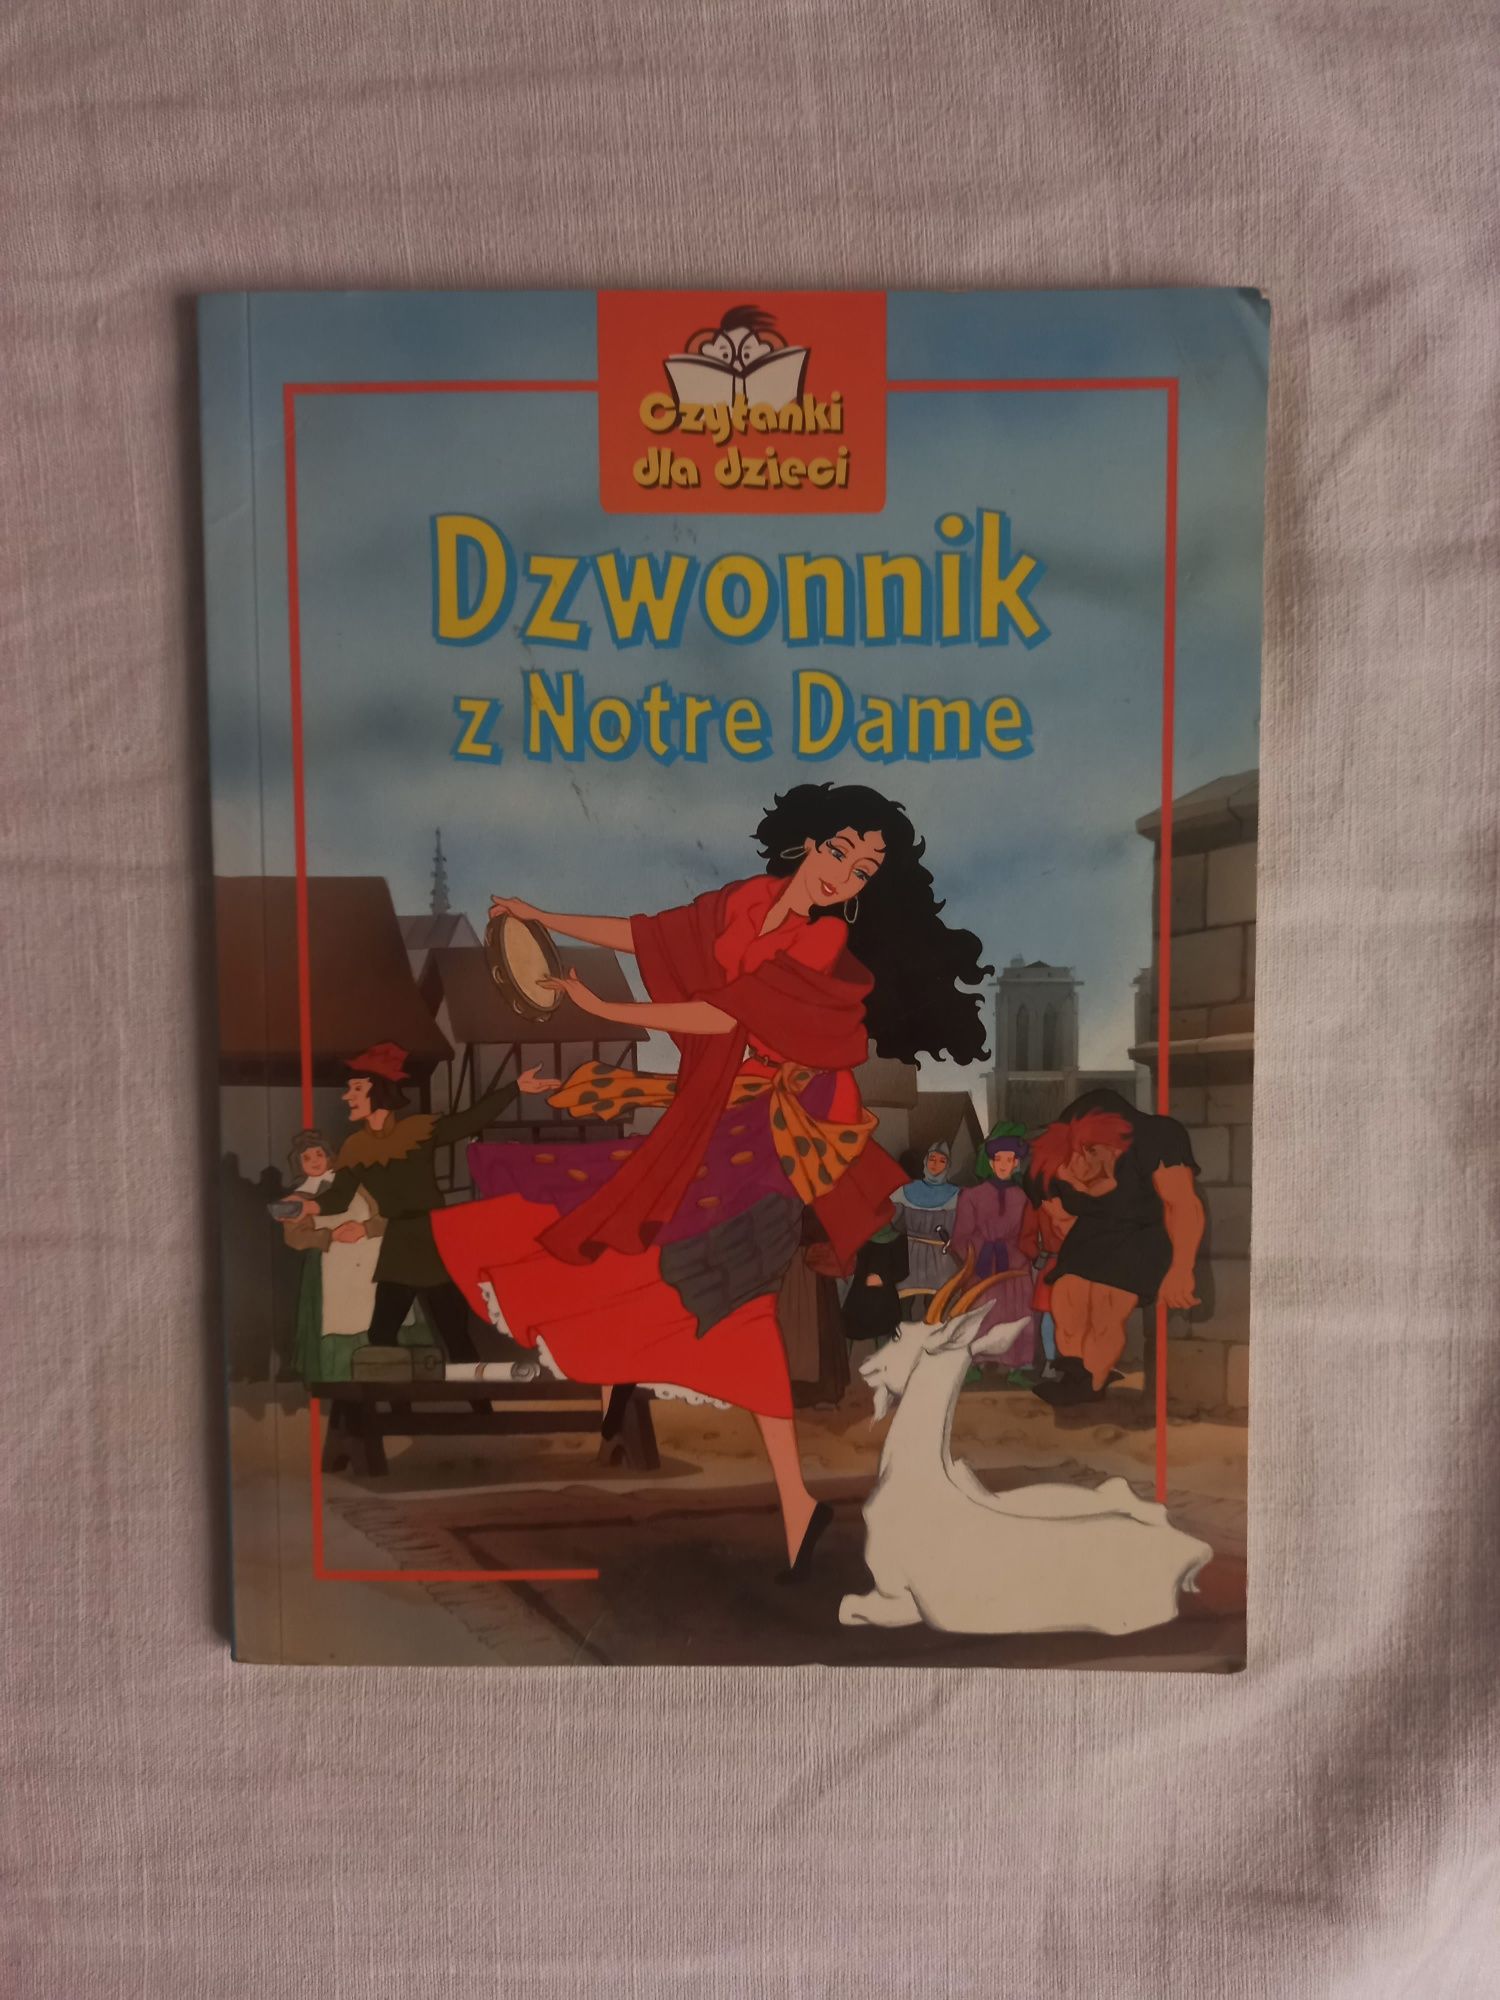 Czytanki
dla dzieci
Dzwonnik
z Notre Dame